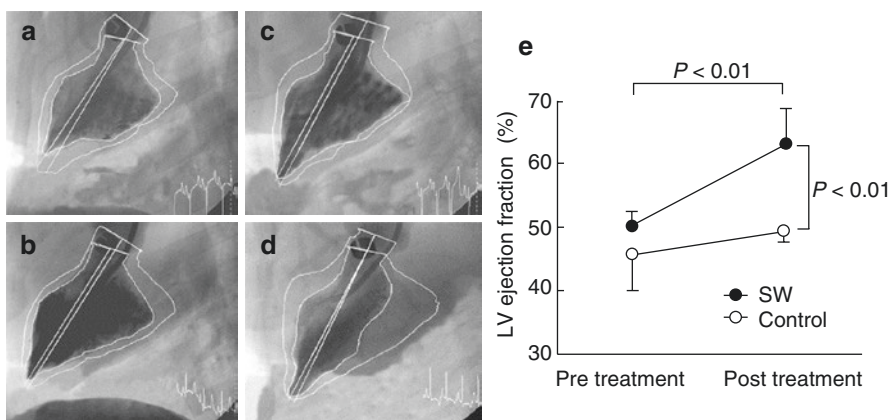 a
b
c
d
e
P < 0.01
LV ejection fraction (%)
70
60
50
40
30
P < 0.01
SW
Control
Pre treatment
Post treatment